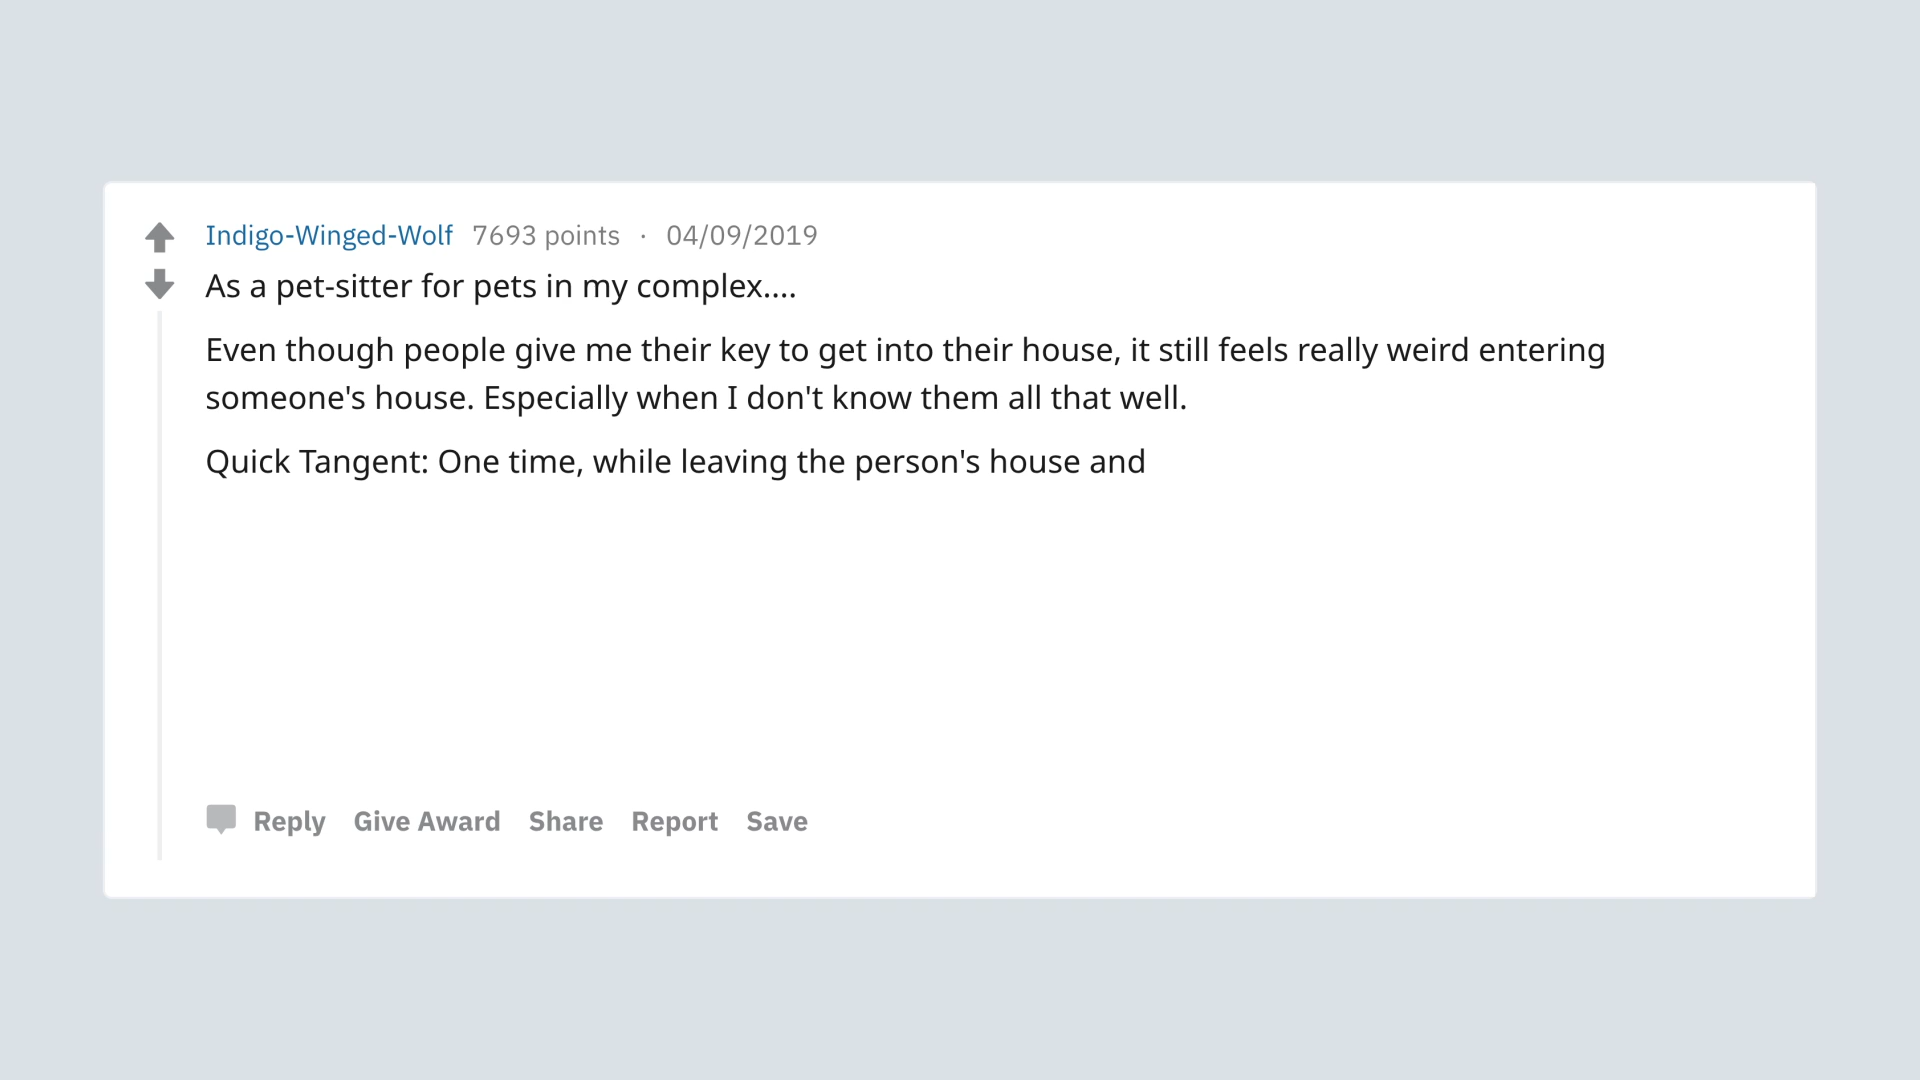 Indigo-Winged-Wolf 7693 points · 04/09/2019
As a pet-sitter for pets in my complex....
Even though people give me their key to get into their house, it still feels really weird entering
someone's house. Especially when I don't know them all that well.
Quick Tangent: One time, while leaving the person's house and
Reply Give Award Share Report Save